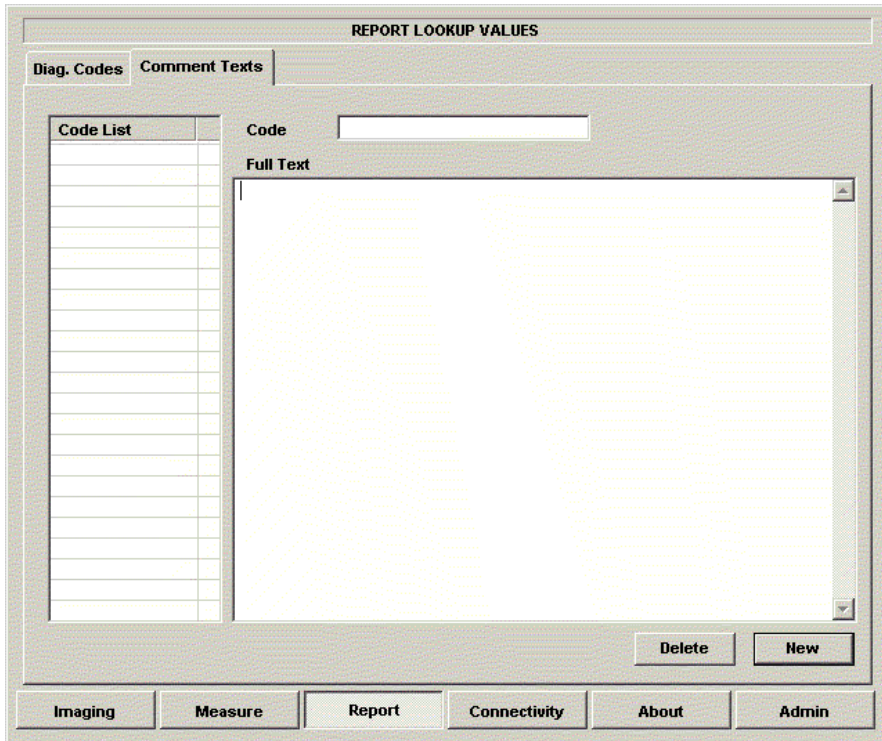 REPORT LOOKUP VALUES
Diag. Codes Comment Texts
Code List
Code
Full Text
Delete New
Imaging Measure Report Connectivity About Admin